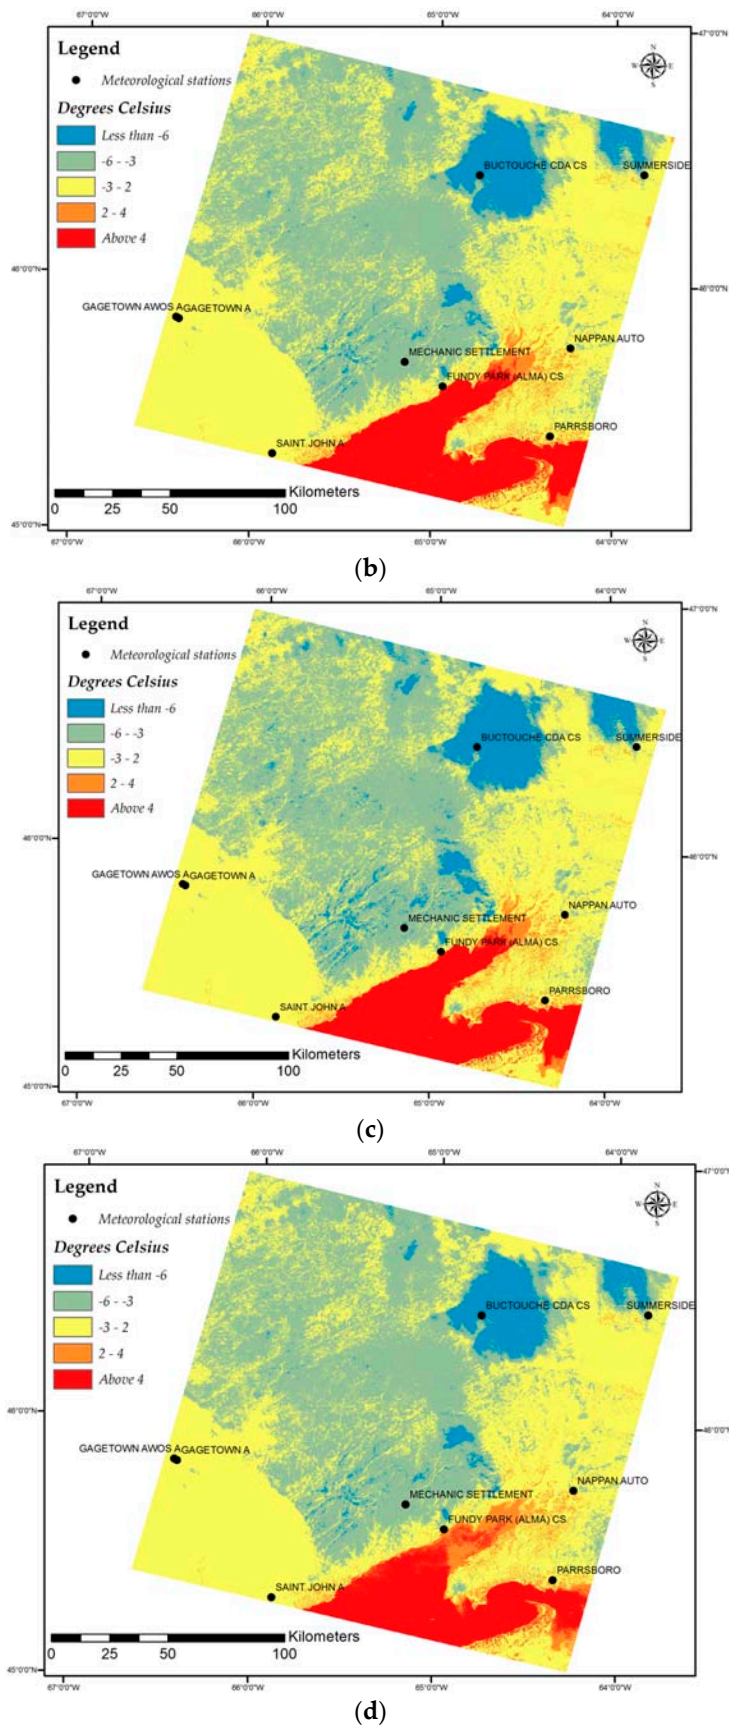 67°0'0"W 66°0'0"W 65°0'0"W 64°0'0"W
47°0'0"N
Legend
Meteorological stations
Degrees Celsius
Less than -6
-6 - -3
-3 - 2
2 - 4
Above 4
N
W E
S
BUCTOUCHE CDA CS SUMMERSIDE
46°0'0"N
46°0'0"N
GAGETOWN AWOS A GAGETOWN A
NAPPAN AUTO
MECHANIC SETTLEMENT
FUNDY PARK (ALMA) CS
PARRSBORO
SAINT JOHN A
Kilometers
0 25 50 100
45°0'0"N
67°0'0"W 66°0'0"W 65°0'0"W 64°0'0"W
(b)
67°0'0"W 66°0'0"W 65°0'0"W 64°0'0"W
47°0'0"N
Legend
Meteorological stations
Degrees Celsius
Less than -6
-6 - -3
-3 - 2
2 - 4
Above 4
N
W E
S
BUCTOUCHE CDA CS SUMMERSIDE
46°0'0"N
46°0'0"N
GAGETOWN AWOS A GAGETOWN A
NAPPAN AUTO
MECHANIC SETTLEMENT
FUNDY PARK (ALMA) CS
PARRSBORO
SAINT JOHN A
Kilometers
0 25 50 100
45°0'0"N
67°0'0"W 66°0'0"W 65°0'0"W 64°0'0"W
(c)
67°0'0"W 66°0'0"W 65°0'0"W 64°0'0"W
47°0'0"N
Legend
Meteorological stations
Degrees Celsius
Less than -6
-6 - -3
-3 - 2
2 - 4
Above 4
N
W E
S
BUCTOUCHE CDA CS SUMMERSIDE
46°0'0"N
46°0'0"N
GAGETOWN AWOS A GAGETOWN A
NAPPAN AUTO
MECHANIC SETTLEMENT
FUNDY PARK (ALMA) CS
PARRSBORO
SAINT JOHN A
Kilometers
0 25 50 100
45°0'0"N
67°0'0"W 66°0'0"W 65°0'0"W 64°0'0"W
(d)